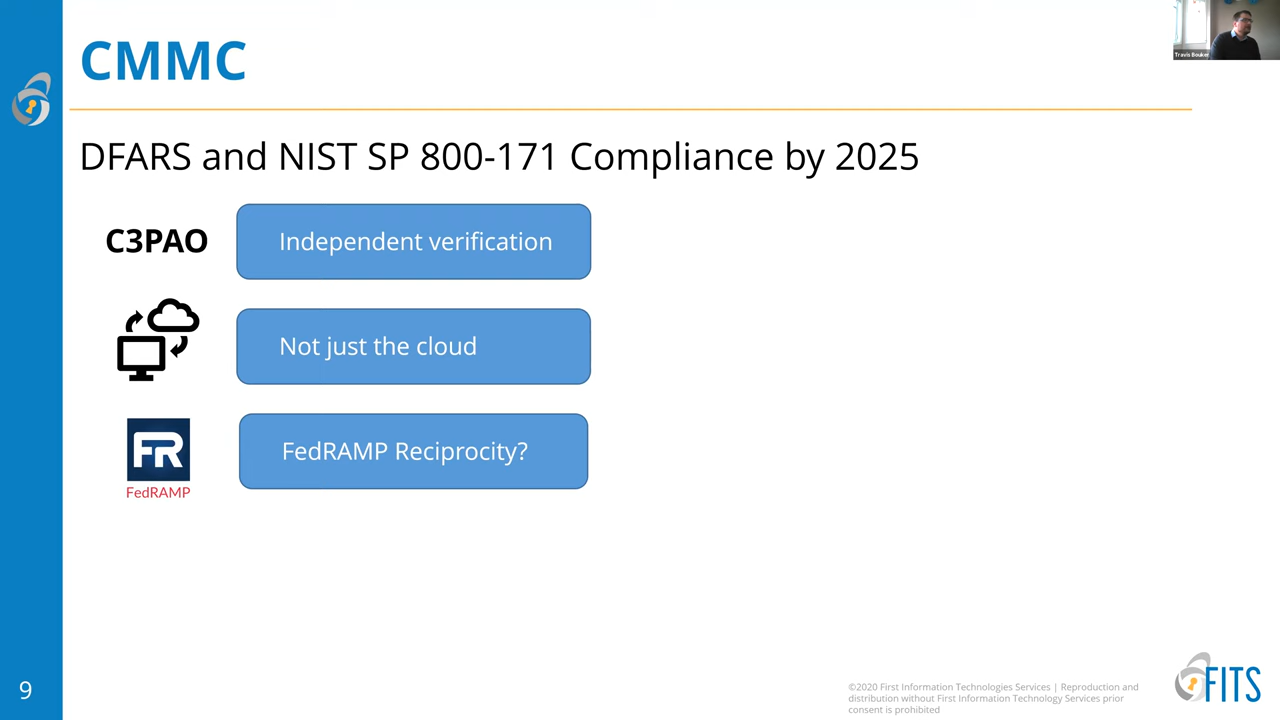 CMMC
Travis Bouker
DFARS and NIST SP 800-171 Compliance by 2025
C3PAO
Independent verification
Not just the cloud
FR
FedRAMP
FedRAMP Reciprocity?
9
©2020 First Information Technologies Services | Reproduction and
distribution without First Information Technology Services prior
consent is prohibited
FITS